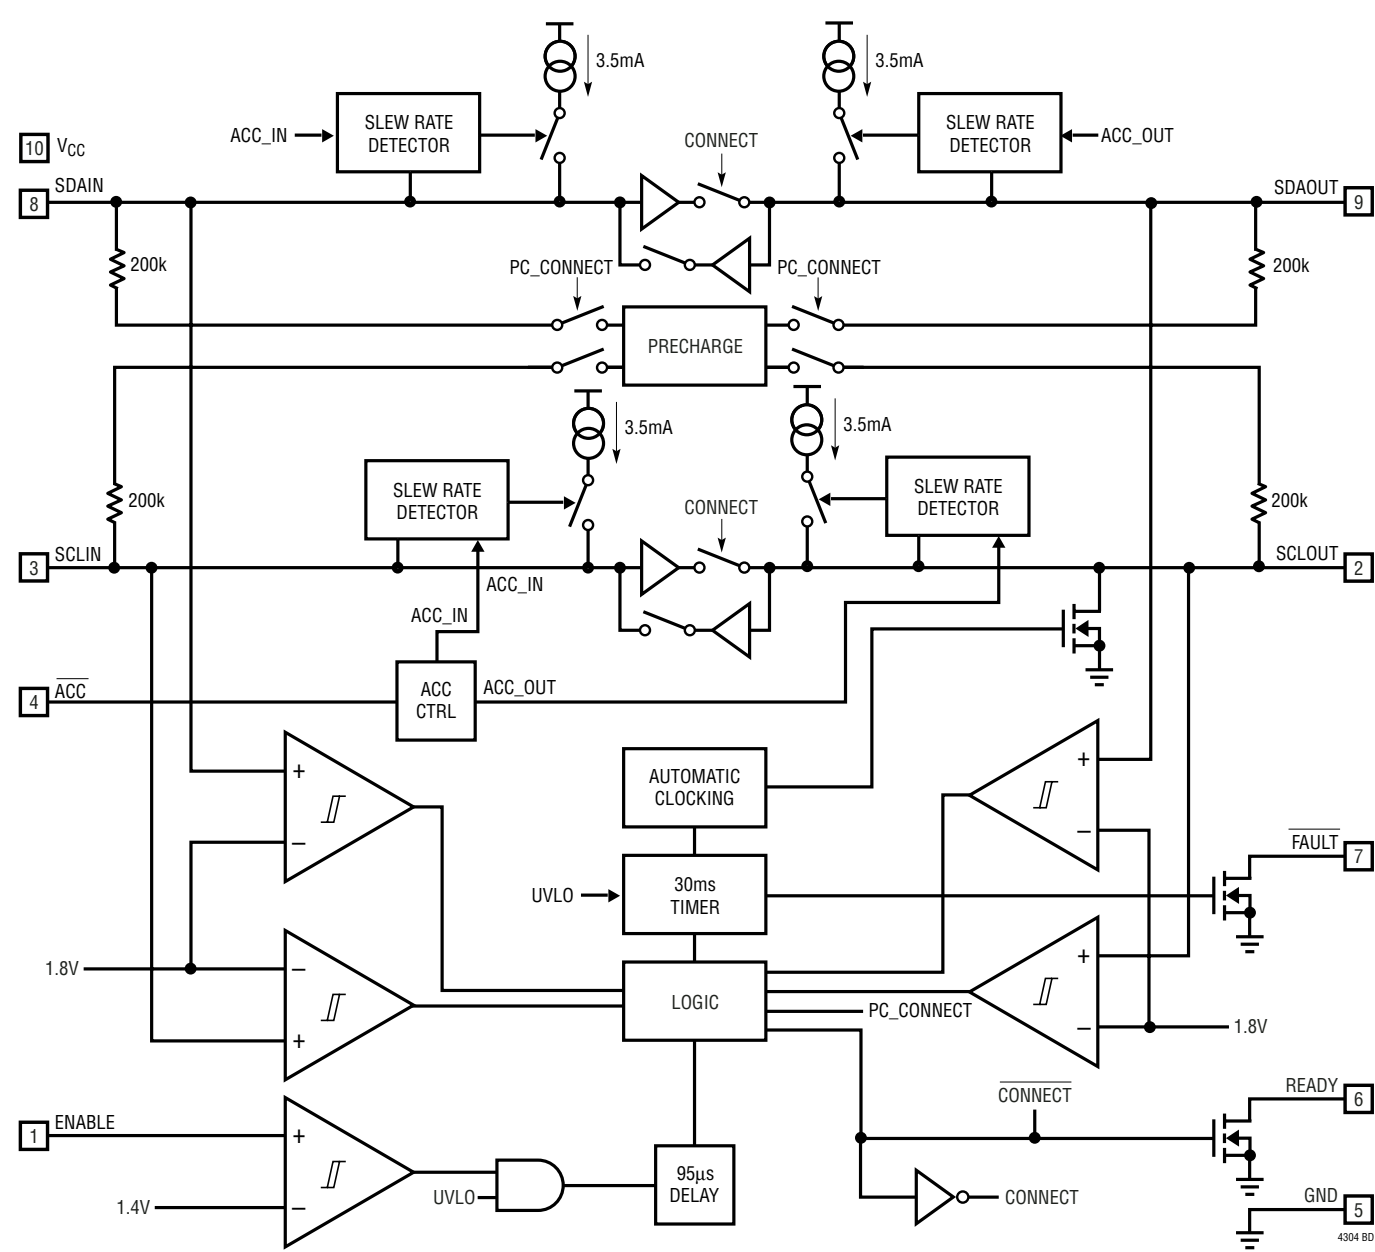 3.5mA
3.5mA
ACC_IN
SLEW RATE
DETECTOR
CONNECT
SLEW RATE
DETECTOR
ACC_OUT
10 VCC
SDAIN
8
SDAOUT
9
200k
PC_CONNECT
PC_CONNECT
200k
PRECHARGE
3.5mA
3.5mA
200k
SLEW RATE
DETECTOR
CONNECT
SLEW RATE
DETECTOR
200k
SCLIN
3
SCLOUT
2
ACC_IN
ACC_IN
ACC
4
ACC
CTRL
ACC_OUT
+
−
AUTOMATIC
CLOCKING
+
−
FAULT
7
UVLO
30ms
TIMER
1.8V
−
+
LOGIC
PC_CONNECT
+
−
1.8V
CONNECT
READY
6
ENABLE
1
+
−
1.4V
UVLO
95μs
DELAY
CONNECT
GND
5
4304 BD